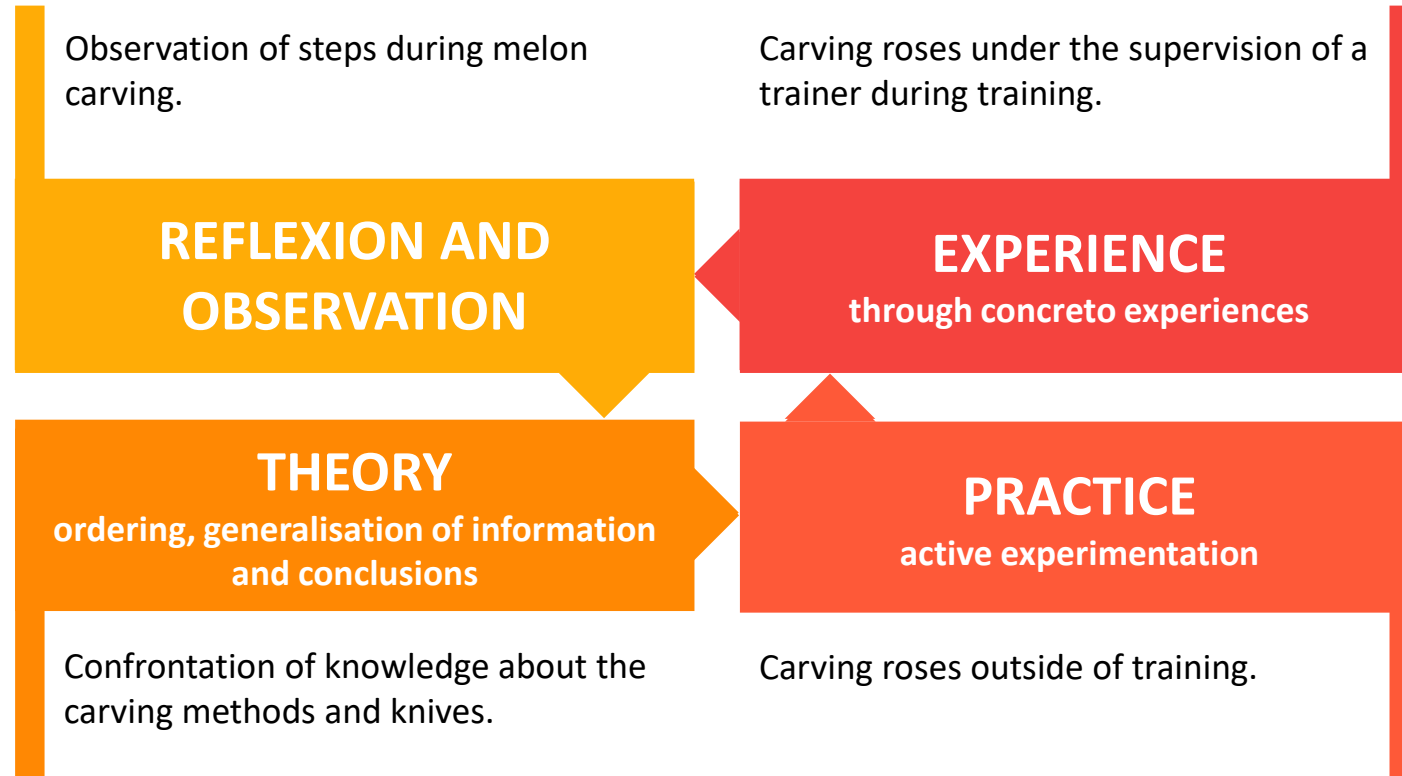 Observation of steps during melon
carving.
Carving roses under the supervision of a
trainer during training.
REFLEXION AND
OBSERVATION
EXPERIENCE
through concreto experiences
THEORY
ordering, generalisation of information
and conclusions
PRACTICE
active experimentation
Confrontation of knowledge about the
carving methods and knives.
Carving roses outside of training.